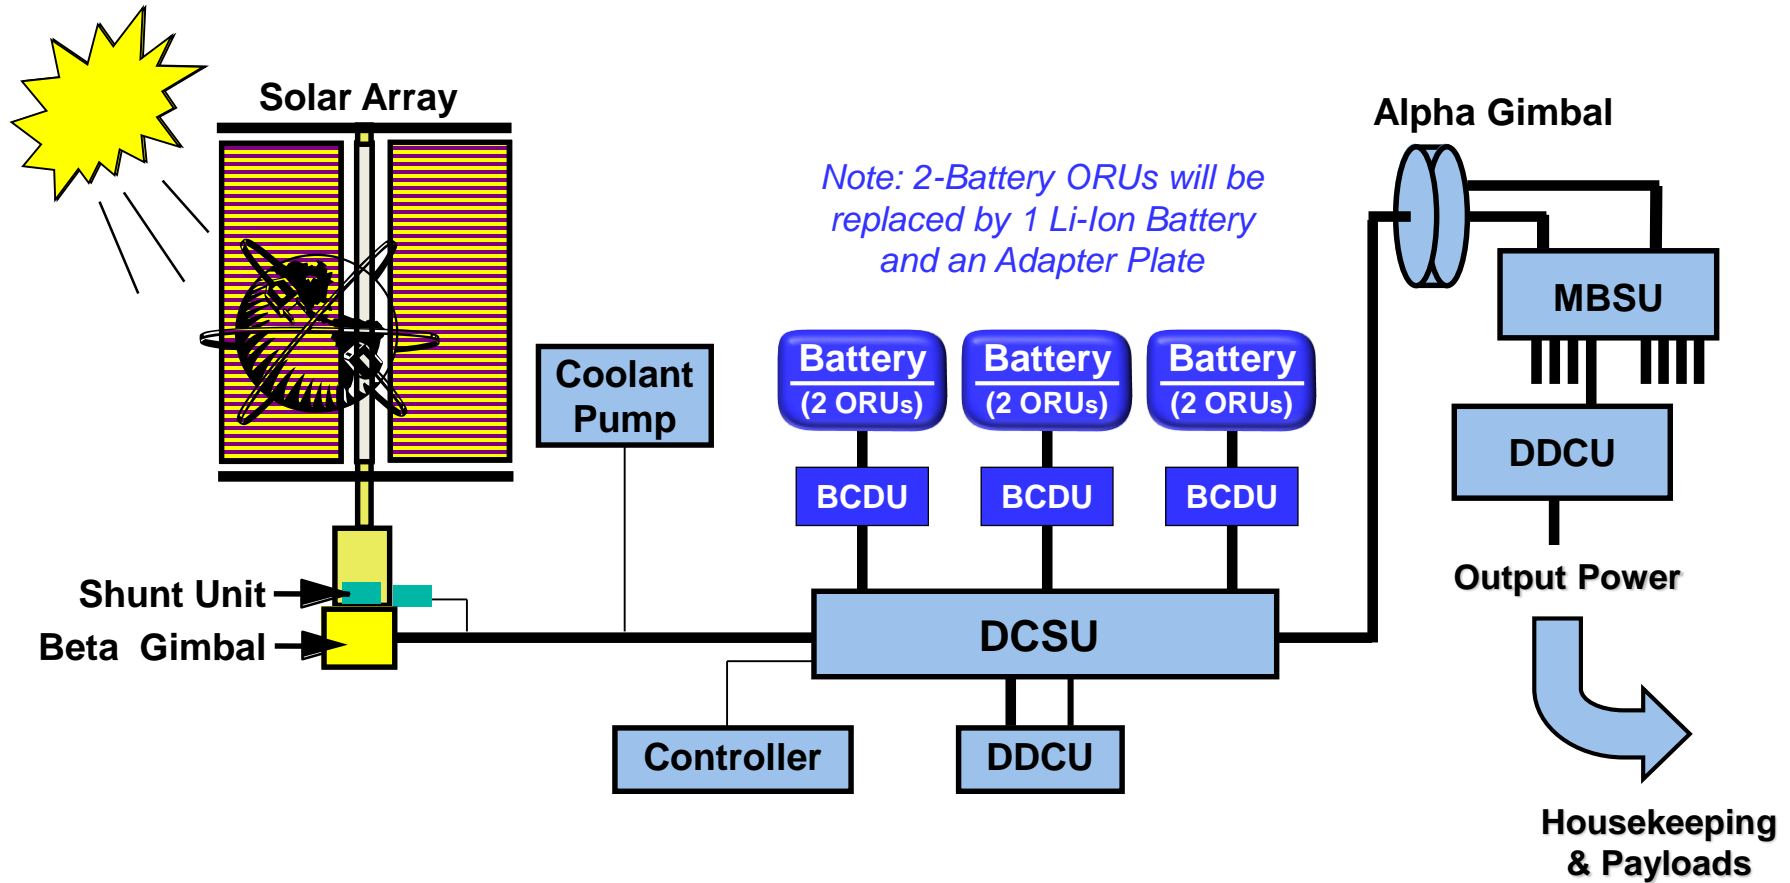 Solar Array
Alpha Gimbal
Note: 2-Battery ORUs will be
replaced by 1 Li-Ion Battery
and an Adapter Plate
MBSU
Coolant
Pump
Battery
(2 ORUs)
Battery
(2 ORUs)
Battery
(2 ORUs)
BCDU
BCDU
BCDU
DDCU
Shunt Unit
Beta Gimbal
DCSU
Output Power
Controller
DDCU
Housekeeping
& Payloads